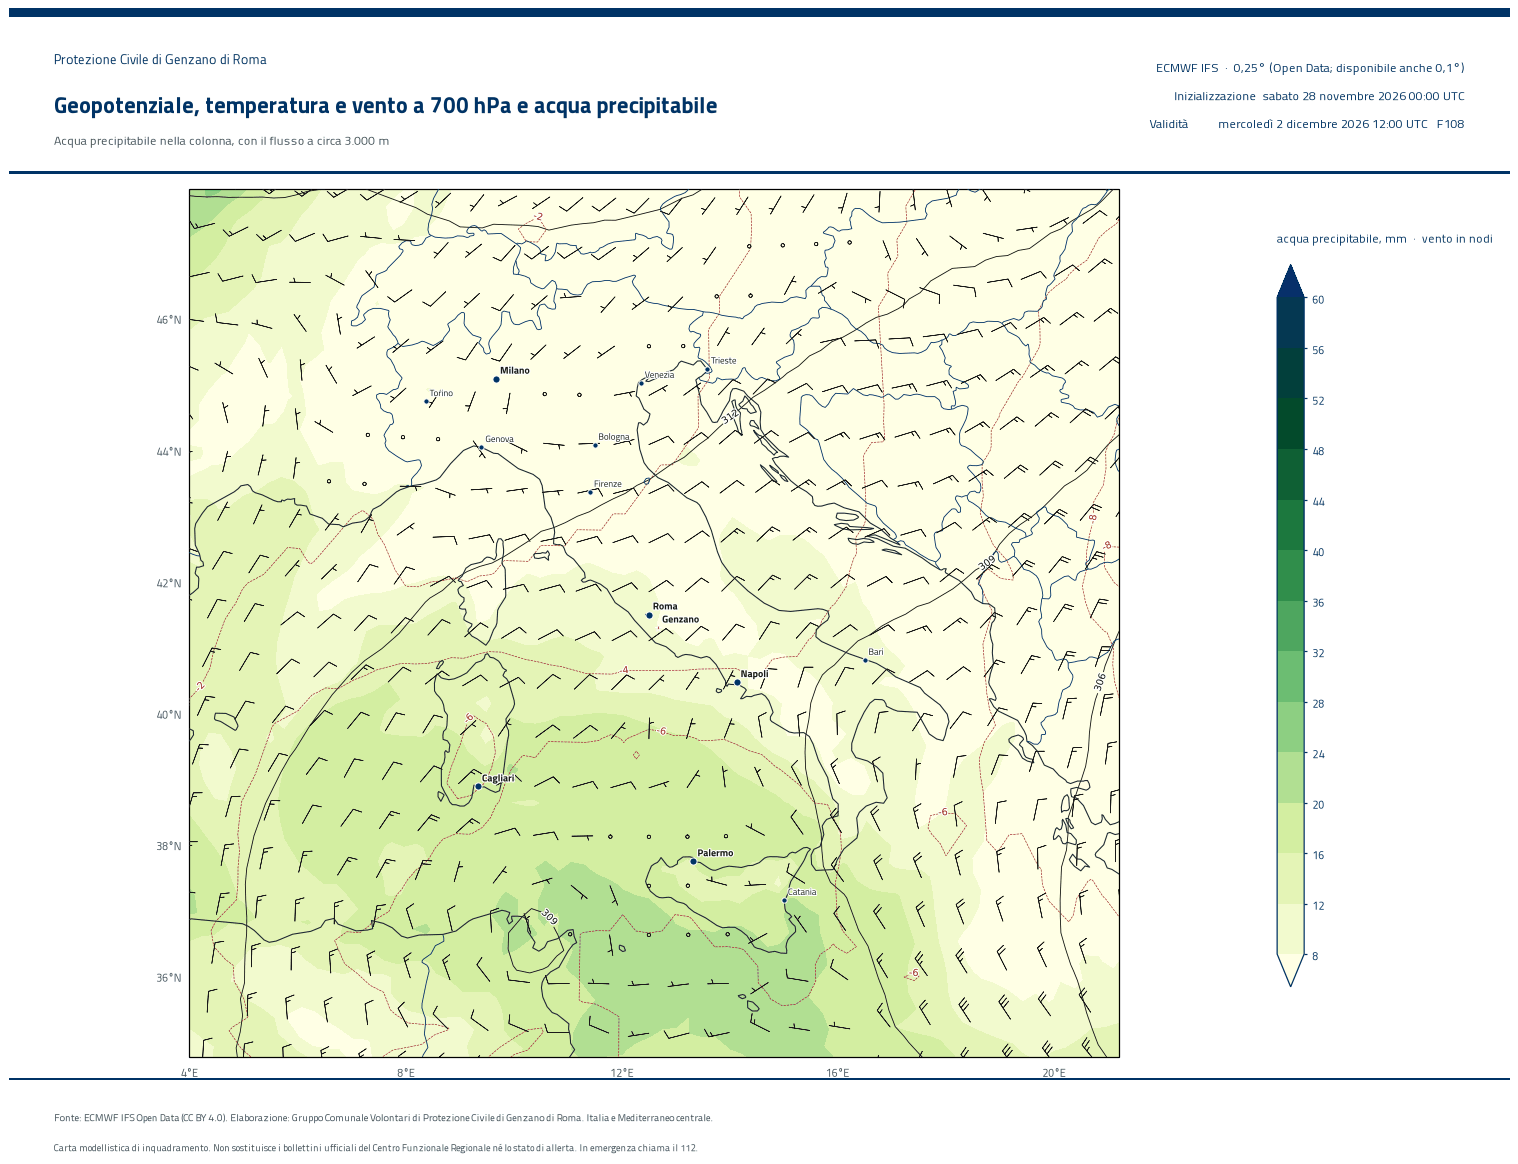 Protezione Civile di Genzano di Roma
Geopotenziale, temperatura e vento a 700 hPa e acqua precipitabile
Acqua precipitabile nella colonna, con il flusso a circa 3.000 m
ECMWF IFS · 0,25° (Open Data; disponibile anche 0,1°)
Inizializzazione sabato 28 novembre 2026 00:00 UTC
Validità mercoledì 2 dicembre 2026 12:00 UTC F108
acqua precipitabile, mm · vento in nodi
60
56
52
48
44
40
36
32
28
24
20
16
12
8
46°N
44°N
42°N
40°N
38°N
36°N
4°E
8°E
12°E
16°E
20°E
-2
Trieste
Milano
Venezia
Torino
312
Genova
Bologna
Firenze
-8
-8
309
Roma
Genzano
Bari
-4
Napoli
-2
306
-6
-6
Cagliari
-6
Palermo
Catania
309
-6
Fonte: ECMWF IFS Open Data (CC BY 4.0). Elaborazione: Gruppo Comunale Volontari di Protezione Civile di Genzano di Roma. Italia e Mediterraneo centrale.
Carta modellistica di inquadramento. Non sostituisce i bollettini ufficiali del Centro Funzionale Regionale né lo stato di allerta. In emergenza chiama il 112.